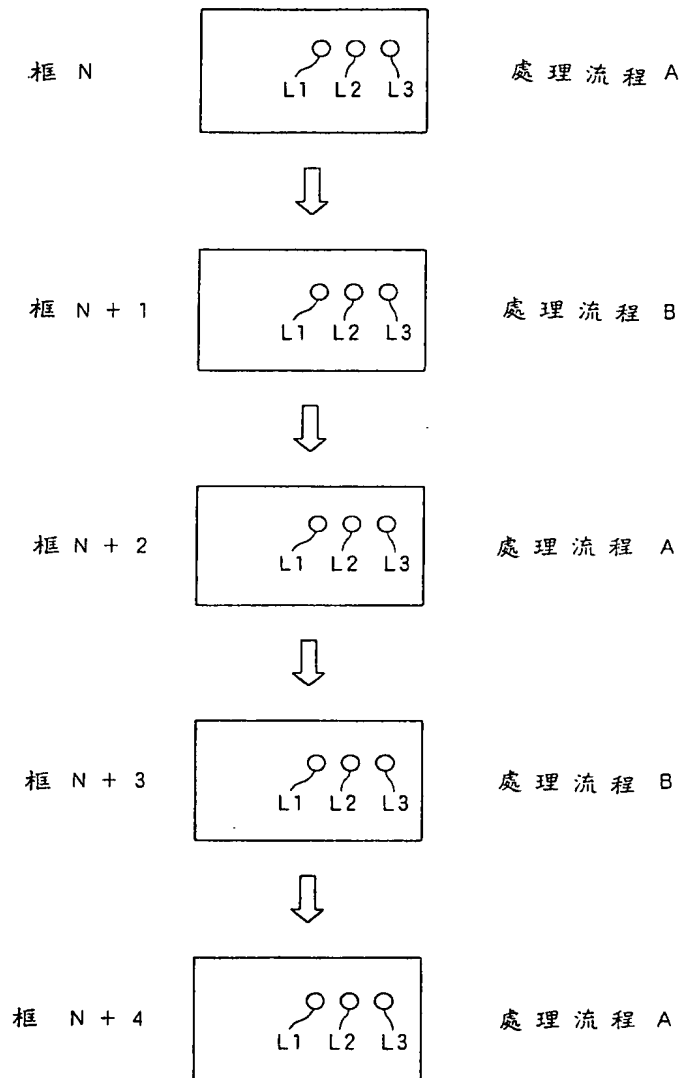 框 N 處理流程 A
L1 L2 L3
框 N + 1 處理流程 B
L1 L2 L3
框 N + 2 處理流程 A
L1 L2 L3
框 N + 3 處理流程 B
L1 L2 L3
框 N + 4 處理流程 A
L1 L2 L3